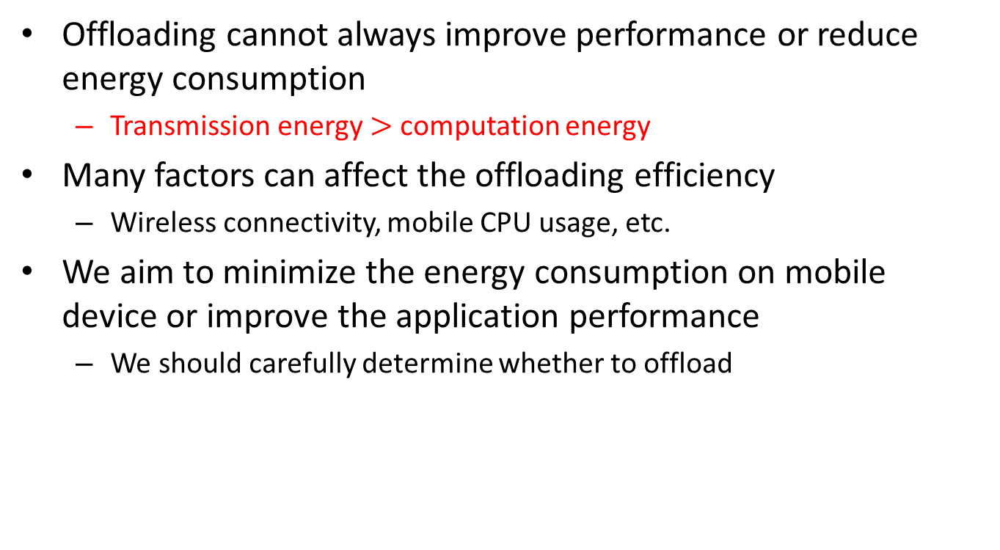 • Offloading cannot always improve performance or reduce
energy consumption
– Transmission energy > computation energy
• Many factors can affect the offloading efficiency
– Wireless connectivity, mobile CPU usage, etc.
• We aim to minimize the energy consumption on mobile
device or improve the application performance
– We should carefully determine whether to offload